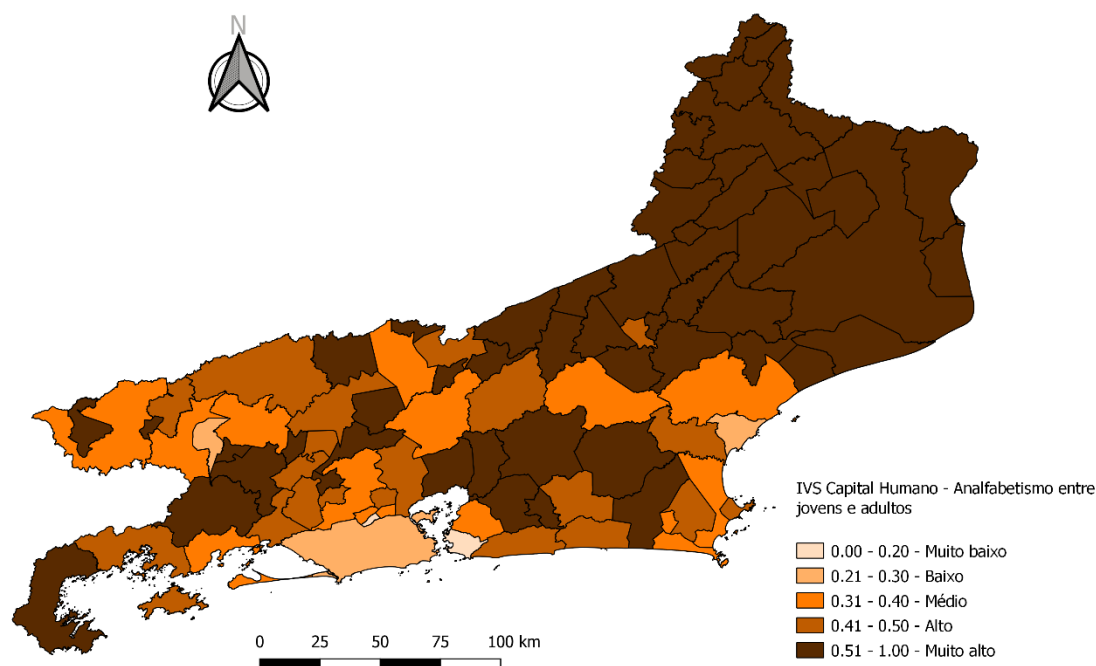 N
IVS Capital Humano - Analfabetismo entre
jovens e adultos
0.00 - 0.20 - Muito baixo
0.21 - 0.30 - Baixo
0.31 - 0.40 - Médio
0.41 - 0.50 - Alto
0.51 - 1.00 - Muito alto
0 25 50 75 100 km